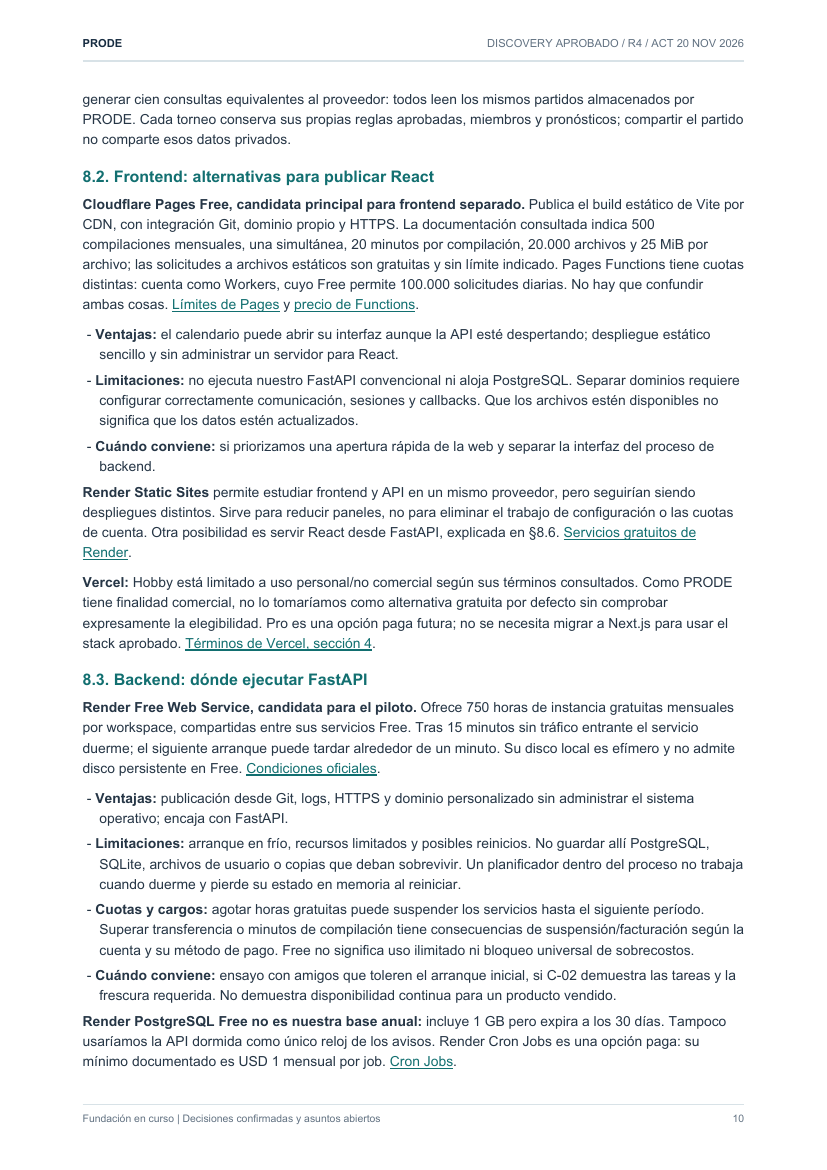 PRODE
DISCOVERY APROBADO / R4 / ACT 20 NOV 2026
generar cien consultas equivalentes al proveedor: todos leen los mismos partidos almacenados por
PRODE. Cada torneo conserva sus propias reglas aprobadas, miembros y pronósticos; compartir el partido
no comparte esos datos privados.
8.2. Frontend: alternativas para publicar React
Cloudflare Pages Free, candidata principal para frontend separado. Publica el build estático de Vite por
CDN, con integración Git, dominio propio y HTTPS. La documentación consultada indica 500
compilaciones mensuales, una simultánea, 20 minutos por compilación, 20.000 archivos y 25 MiB por
archivo; las solicitudes a archivos estáticos son gratuitas y sin límite indicado. Pages Functions tiene cuotas
distintas: cuenta como Workers, cuyo Free permite 100.000 solicitudes diarias. No hay que confundir
ambas cosas. Límites de Pages y precio de Functions.
- Ventajas: el calendario puede abrir su interfaz aunque la API esté despertando; despliegue estático
sencillo y sin administrar un servidor para React.
- Limitaciones: no ejecuta nuestro FastAPI convencional ni aloja PostgreSQL. Separar dominios requiere
configurar correctamente comunicación, sesiones y callbacks. Que los archivos estén disponibles no
significa que los datos estén actualizados.
- Cuándo conviene: si priorizamos una apertura rápida de la web y separar la interfaz del proceso de
backend.
Render Static Sites permite estudiar frontend y API en un mismo proveedor, pero seguirían siendo
despliegues distintos. Sirve para reducir paneles, no para eliminar el trabajo de configuración o las cuotas
de cuenta. Otra posibilidad es servir React desde FastAPI, explicada en §8.6. Servicios gratuitos de
Render.
Vercel: Hobby está limitado a uso personal/no comercial según sus términos consultados. Como PRODE
tiene finalidad comercial, no lo tomaríamos como alternativa gratuita por defecto sin comprobar
expresamente la elegibilidad. Pro es una opción paga futura; no se necesita migrar a Next.js para usar el
stack aprobado. Términos de Vercel, sección 4.
8.3. Backend: dónde ejecutar FastAPI
Render Free Web Service, candidata para el piloto. Ofrece 750 horas de instancia gratuitas mensuales
por workspace, compartidas entre sus servicios Free. Tras 15 minutos sin tráfico entrante el servicio
duerme; el siguiente arranque puede tardar alrededor de un minuto. Su disco local es efímero y no admite
disco persistente en Free. Condiciones oficiales.
- Ventajas: publicación desde Git, logs, HTTPS y dominio personalizado sin administrar el sistema
operativo; encaja con FastAPI.
- Limitaciones: arranque en frío, recursos limitados y posibles reinicios. No guardar allí PostgreSQL,
SQLite, archivos de usuario o copias que deban sobrevivir. Un planificador dentro del proceso no trabaja
cuando duerme y pierde su estado en memoria al reiniciar.
- Cuotas y cargos: agotar horas gratuitas puede suspender los servicios hasta el siguiente período.
Superar transferencia o minutos de compilación tiene consecuencias de suspensión/facturación según la
cuenta y su método de pago. Free no significa uso ilimitado ni bloqueo universal de sobrecostos.
- Cuándo conviene: ensayo con amigos que toleren el arranque inicial, si C-02 demuestra las tareas y la
frescura requerida. No demuestra disponibilidad continua para un producto vendido.
Render PostgreSQL Free no es nuestra base anual: incluye 1 GB pero expira a los 30 días. Tampoco
usaríamos la API dormida como único reloj de los avisos. Render Cron Jobs es una opción paga: su
mínimo documentado es USD 1 mensual por job. Cron Jobs.
Fundación en curso | Decisiones confirmadas y asuntos abiertos
10